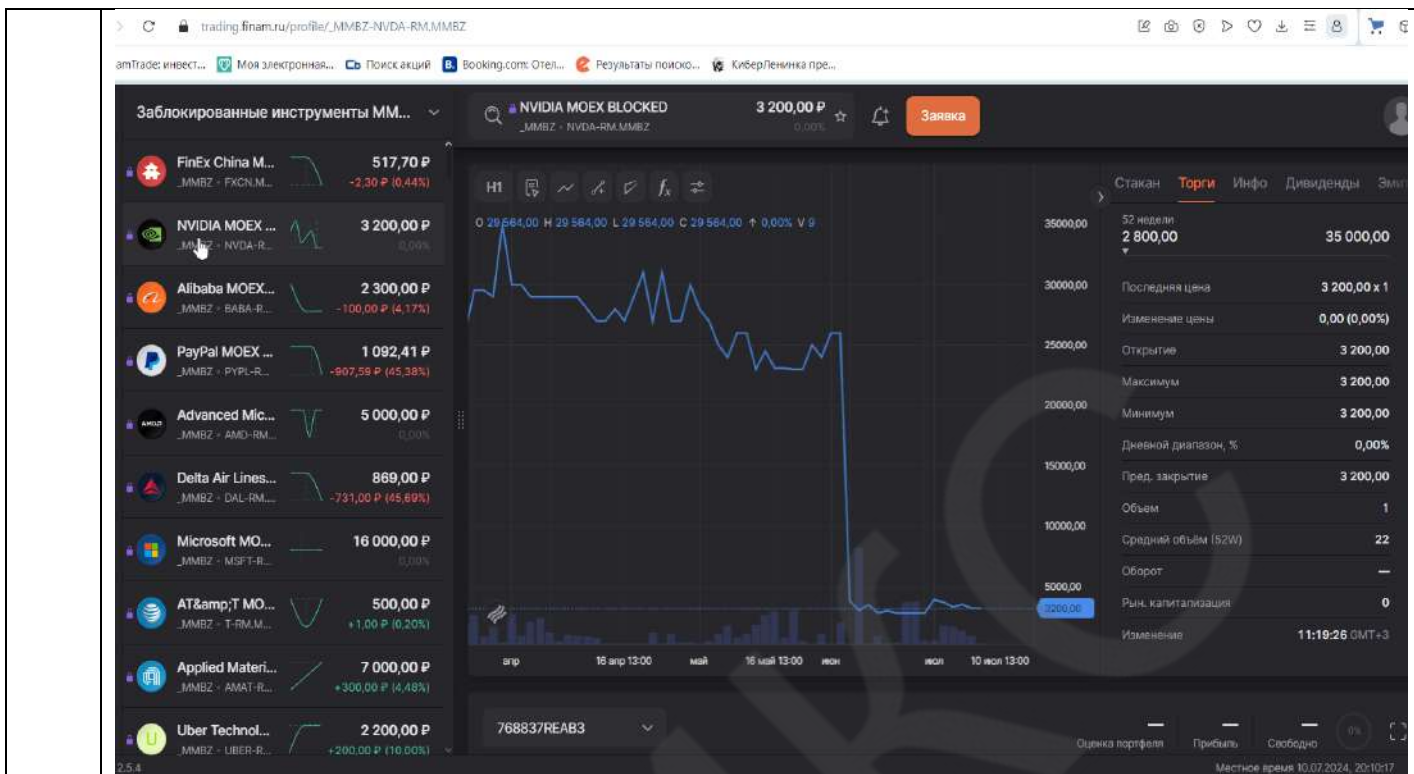 trading.finam.ru/profile/_MMBZ-NVDA-RM.MMBZ
amTrade: инвест... Моя электронная... Сь Поиск акций B. Booking.com: Отел... Результаты поиско... КиберЛенинка пре...
Заблокированные инструменты ММ...
NVIDIA MOEX BLOCKED 3 200,00 ₽
_MMBZ · NVDA-RM.MMBZ 0,00%
Заявка
FinEx China M... 517,70 ₽
_MMBZ · FXCN.M... -2,30 ₽ (0,44%)
NVIDIA MOEX ... 3 200,00 ₽
_MMBZ · NVDA-R... 0,00%
Alibaba MOEX... 2 300,00 ₽
_MMBZ · BABA-R... -100,00 ₽ (4,17%)
PayPal MOEX ... 1 092,41 ₽
_MMBZ · PYPL-R... -907,59 ₽ (45,38%)
AMD
Advanced Mic... 5 000,00 ₽
_MMBZ · AMD-RM... 0,00%
Delta Air Lines... 869,00 ₽
_MMBZ · DAL-RM.... -731,00 ₽ (45,69%)
Microsoft MO... 16 000,00 ₽
_MMBZ · MSFT-R... 0,00%
AT&amp;T MO... 500,00 ₽
_MMBZ · T-RM.M... +1,00 ₽ (0,20%)
Applied Materi... 7 000,00 ₽
_MMBZ · AMAT-R... +300,00 ₽ (4,48%)
U
Uber Technol... 2 200,00 ₽
_MMBZ · UBER-R... +200,00 ₽ (10,00%)
2.5.4
H1 fx
O 29 564,00 H 29 564,00 L 29 564,00 C 29 564,00 ↑ 0,00% V 9
35000,00
30000,00
25000,00
20000,00
15000,00
10000,00
5000,00
3200,00
апр 16 апр 13:00 май 16 май 13:00 июн июл 10 июл 13:00
768837REAB3
Стакан Торги Инфо Дивиденды Эми
52 недели
2 800,00 35 000,00
Последняя цена 3 200,00 x 1
Изменение цены 0,00 (0,00%)
Открытие 3 200,00
Максимум 3 200,00
Минимум 3 200,00
Дневной диапазон, % 0,00%
Пред. закрытие 3 200,00
Объем 1
Средний объём (52W) 22
Оборот —
Рын. капитализация 0
Изменение 11:19:26 GMT+3
— — — 0%
Оценка портфеля Прибыль Свободно
Местное время 10.07.2024, 20:10:17